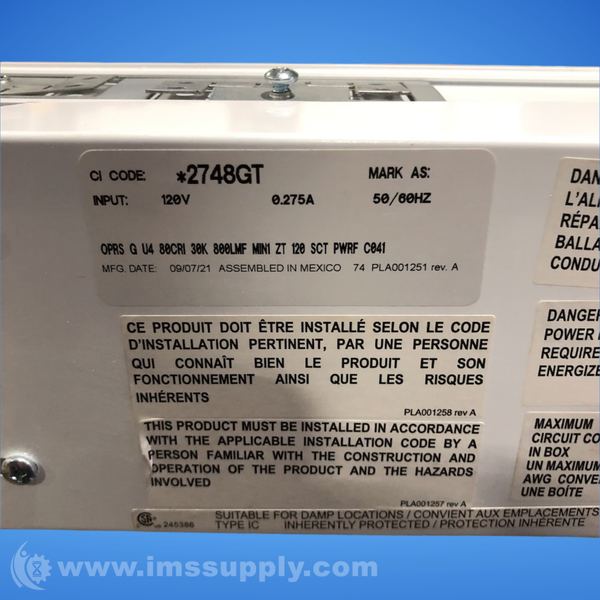 CI CODE: *2748GT MARK AS:
INPUT: 120V 0.275A 50/60HZ
OPRS G U4 80CRI 30K 800LMF MIN1 ZT 120 SCT PWRF C041
MFG. DATE: 09/07/21 ASSEMBLED IN MEXICO 74 PLA001251 rev. A
CE PRODUIT DOIT ÊTRE INSTALLÉ SELON LE CODE
D'INSTALLATION PERTINENT, PAR UNE PERSONNE
QUI CONNAÎT BIEN LE PRODUIT ET SON
FONCTIONNEMENT AINSI QUE LES RISQUES
INHÉRENTS
PLA001258 rev A
THIS PRODUCT MUST BE INSTALLED IN ACCORDANCE
WITH THE APPLICABLE INSTALLATION CODE BY A
PERSON FAMILIAR WITH THE CONSTRUCTION AND
OPERATION OF THE PRODUCT AND THE HAZARDS
INVOLVED
PLA001257 rev A
245386
SUITABLE FOR DAMP LOCATIONS / CONVIENT AUX EMPLACEMENTS
TYPE IC INHERENTLY PROTECTED / PROTECTION INHÉRENTE
DAN
L'ALI
RÉPA
BALLA
CONDU
DANGER
POWER
REQUIRE
ENERGIZE
MAXIMUM
CIRCUIT CO
IN BOX
UN MAXIMUM
AWG CONVE
UNE BOÎTE
www.imssupply.com